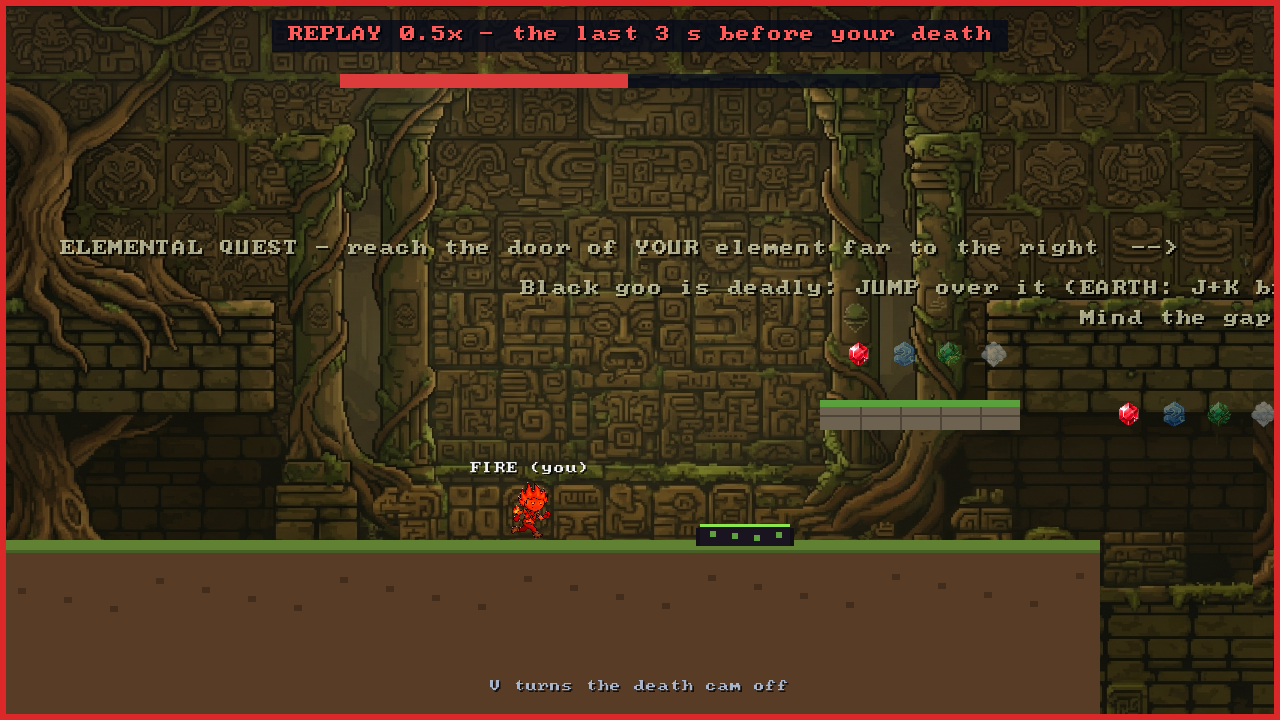 REPLAY 0.5x - the last 3 s before your death
ELEMENTAL QUEST - reach the door of YOUR element far to the right -->
Black goo is deadly: JUMP over it (EARTH: J+K
Mind the gap
FIRE (you)
V turns the death cam off